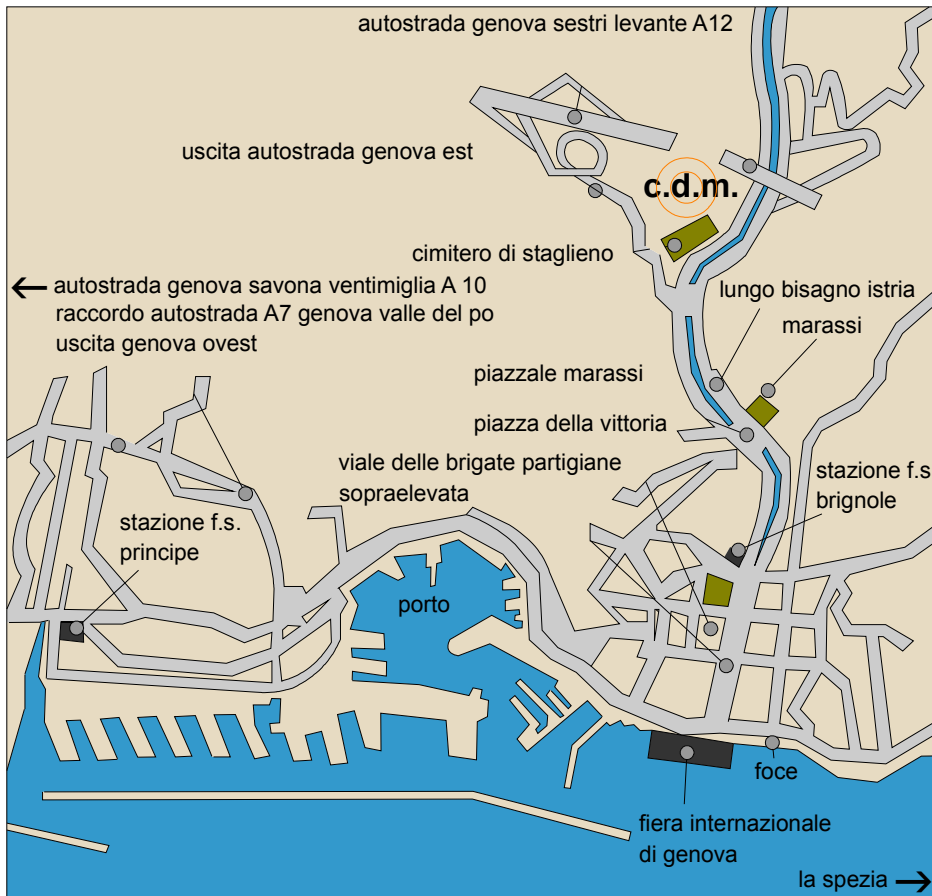 autostrada genova sestri levante A12
uscita autostrada genova est
c.d.m.
cimitero di staglieno
autostrada genova savona ventimiglia A 10
raccordo autostrada A7 genova valle del po
uscita genova ovest
lungo bisagno istria
marassi
piazzale marassi
piazza della vittoria
viale delle brigate partigiane
sopraelevata
stazione f.s.
brignole
stazione f.s.
principe
porto
foce
fiera internazionale
di genova
la spezia